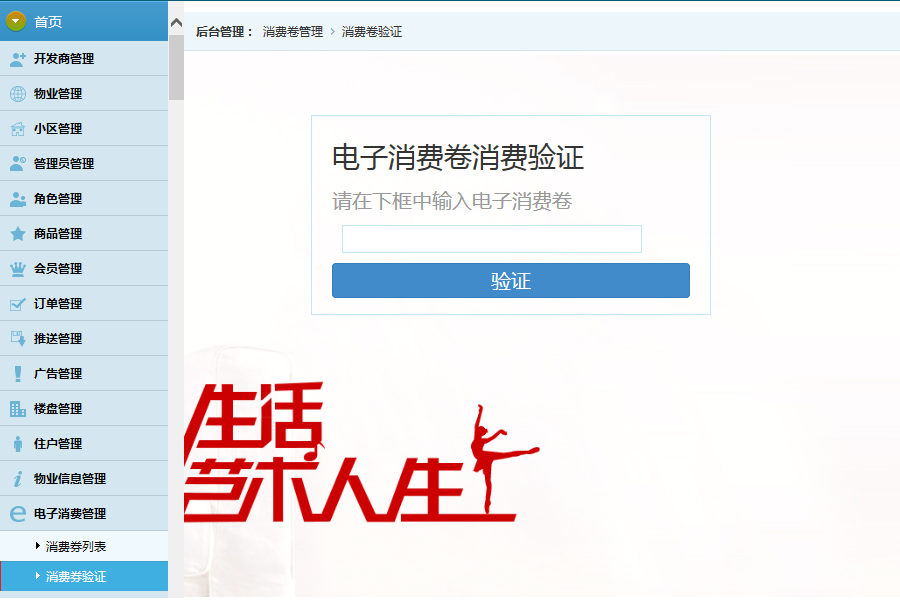 首页
开发商管理
物业管理
小区管理
管理员管理
角色管理
商品管理
会员管理
订单管理
推送管理
广告管理
楼盘管理
住户管理
物业信息管理
电子消费管理
消费券列表
消费券验证
后台管理： 消费卷管理 > 消费卷验证
电子消费卷消费验证
请在下框中输入电子消费卷
验证
生活
艺术人生